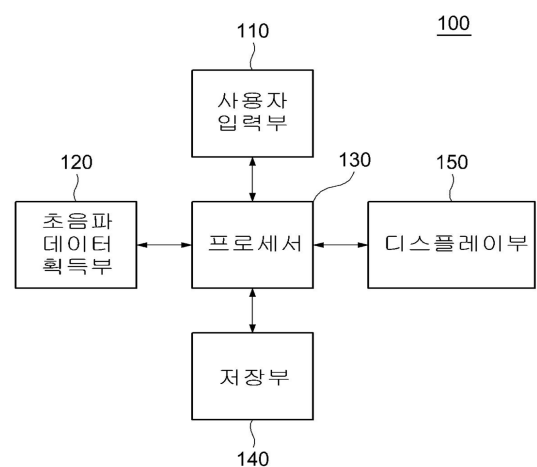 100
110
사용자
입력부
120
초음파
데이터
획득부
130
프로세서
150
디스플레이부
저장부
140